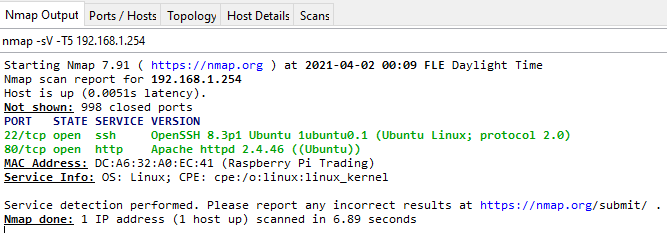 Nmap Output Ports / Hosts Topology Host Details Scans
nmap -sV -T5 192.168.1.254
Starting Nmap 7.91 ( https://nmap.org ) at 2021-04-02 00:09 FLE Daylight Time
Nmap scan report for 192.168.1.254
Host is up (0.0051s latency).
Not shown: 998 closed ports
PORT   STATE SERVICE VERSION
22/tcp open  ssh     OpenSSH 8.3p1 Ubuntu 1ubuntu0.1 (Ubuntu Linux; protocol 2.0)
80/tcp open  http    Apache httpd 2.4.46 ((Ubuntu))
MAC Address: DC:A6:32:A0:EC:41 (Raspberry Pi Trading)
Service Info: OS: Linux; CPE: cpe:/o:linux:linux_kernel
Service detection performed. Please report any incorrect results at https://nmap.org/submit/ .
Nmap done: 1 IP address (1 host up) scanned in 6.89 seconds